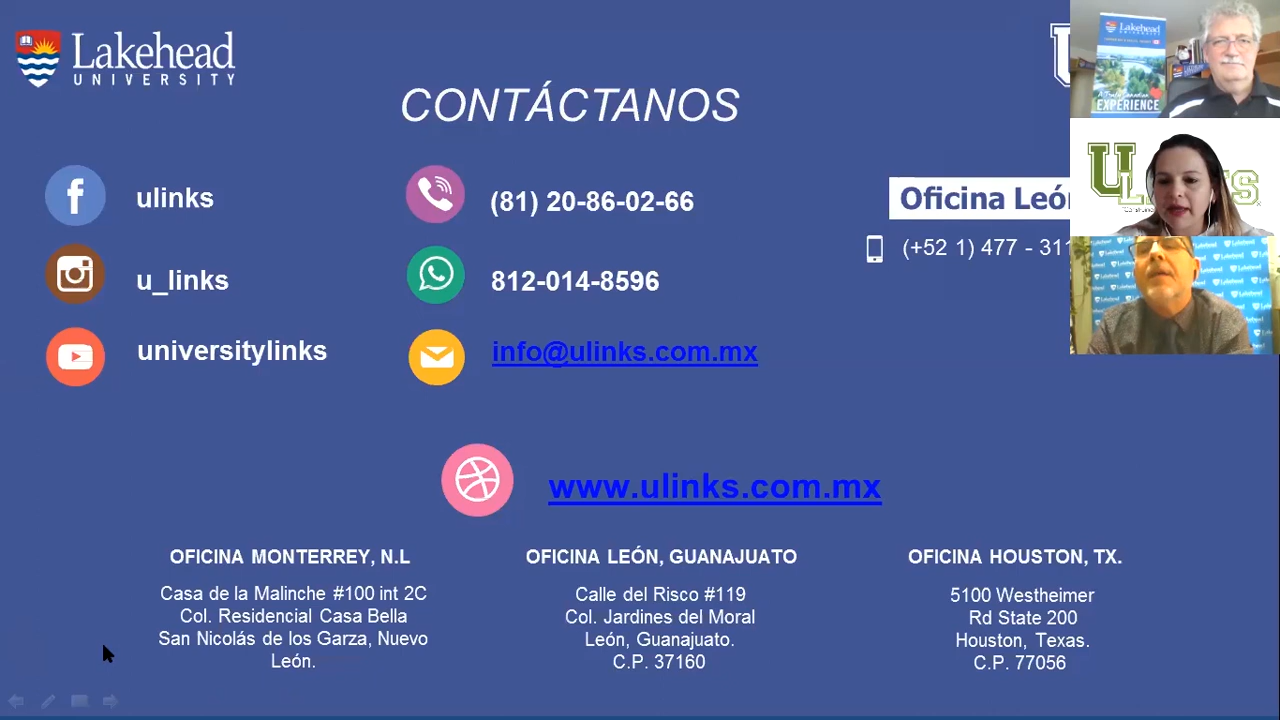 Lakehead
UNIVERSITY
CONTÁCTANOS
ulinks
u_links
universitylinks
(81) 20-86-02-66
812-014-8596
info@ulinks.com.mx
(+52 1) 477 - 311
Oficina
www.ulinks.com.mx
OFICINA MONTERREY, N.L
Casa de la Malinche #100 int 2C
Col. Residencial Casa Bella
San Nicolás de los Garza, Nuevo
León.
OFICINA LEÓN, GUANAJUATO
Calle del Risco #119
Col. Jardines del Moral
León, Guanajuato.
C.P. 37160
OFICINA HOUSTON, TX.
5100 Westheimer
Rd State 200
Houston, Texas.
C.P. 77056
Lakehead
UNIVERSITY
EXPERIENCE